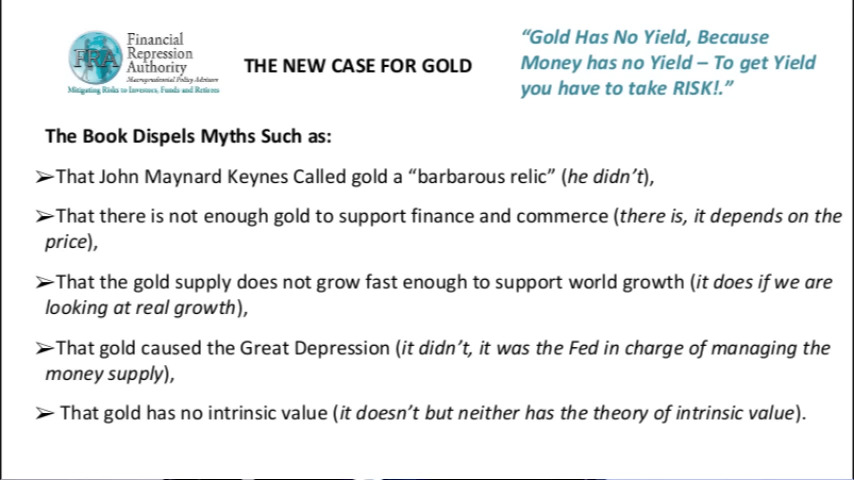 Financial
Repression
Authority
Macroprudential Policy Advisors
Mitigating Risks to Investors, Funds and Retirees
FRA
THE NEW CASE FOR GOLD
“Gold Has No Yield, Because
Money has no Yield – To get Yield
you have to take RISK!.”
The Book Dispels Myths Such as:
➢That John Maynard Keynes Called gold a “barbarous relic” (he didn’t),
➢That there is not enough gold to support finance and commerce (there is, it depends on the
price),
➢That the gold supply does not grow fast enough to support world growth (it does if we are
looking at real growth),
➢That gold caused the Great Depression (it didn’t, it was the Fed in charge of managing the
money supply),
➢ That gold has no intrinsic value (it doesn’t but neither has the theory of intrinsic value).